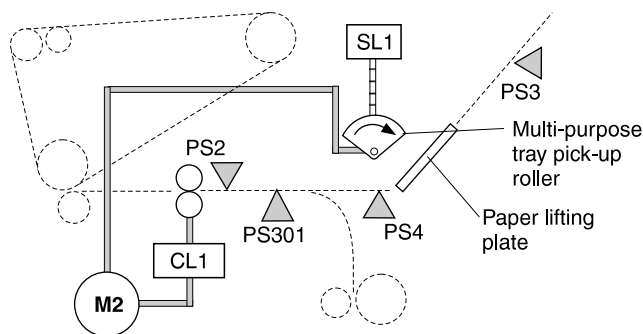 SL1
PS3
Multi-purpose
tray pick-up
roller
PS2
PS301
PS4
Paper lifting
plate
CL1
M2